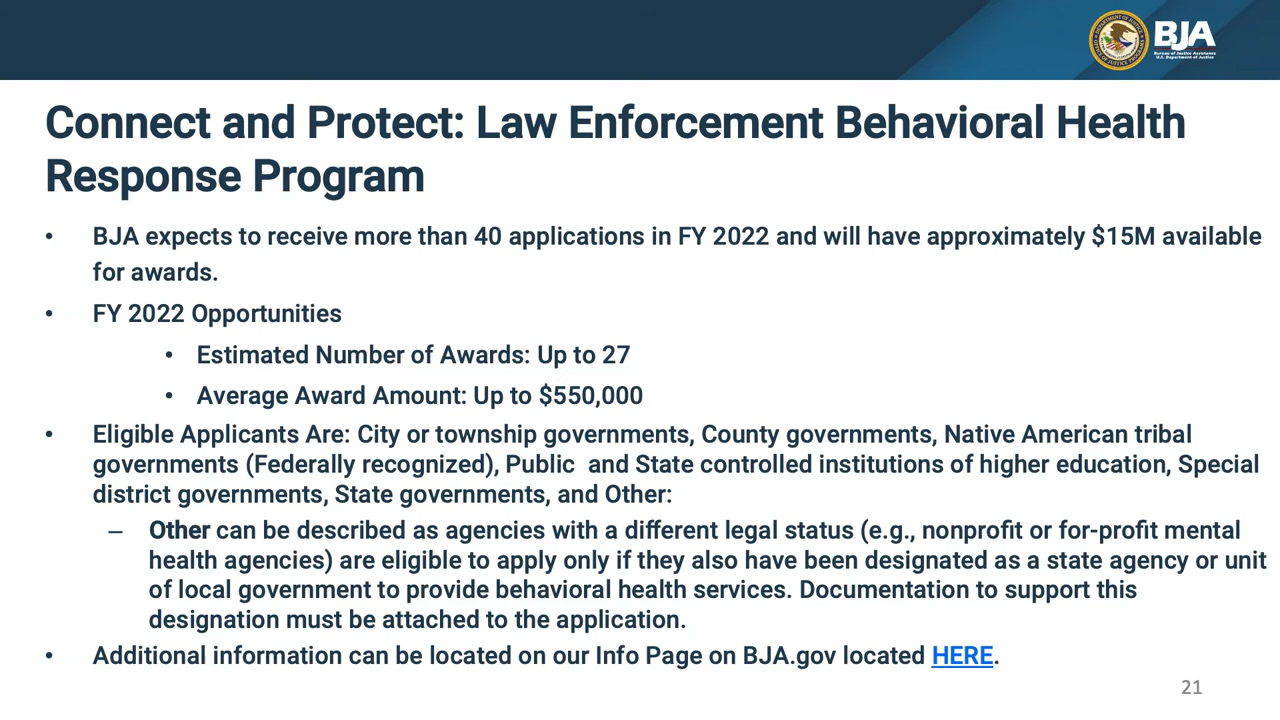 BJA
Bureau of Justice Assistance
U.S. Department of Justice
Connect and Protect: Law Enforcement Behavioral Health
Response Program
• BJA expects to receive more than 40 applications in FY 2022 and will have approximately $15M available
for awards.
• FY 2022 Opportunities
• Estimated Number of Awards: Up to 27
• Average Award Amount: Up to $550,000
• Eligible Applicants Are: City or township governments, County governments, Native American tribal
governments (Federally recognized), Public and State controlled institutions of higher education, Special
district governments, State governments, and Other:
– Other can be described as agencies with a different legal status (e.g., nonprofit or for-profit mental
health agencies) are eligible to apply only if they also have been designated as a state agency or unit
of local government to provide behavioral health services. Documentation to support this
designation must be attached to the application.
• Additional information can be located on our Info Page on BJA.gov located HERE.
21